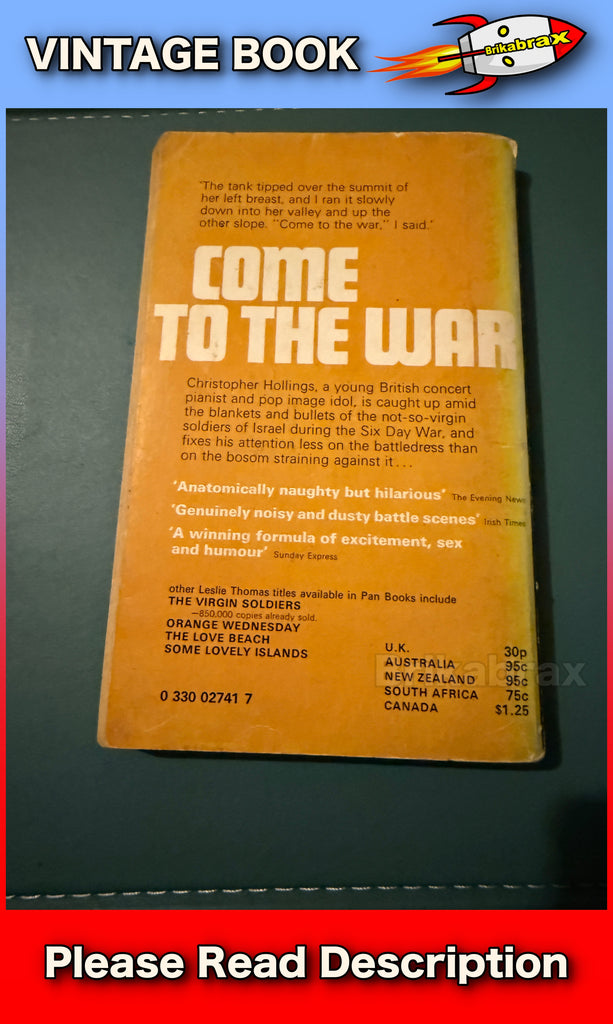 VINTAGE BOOK
Brikabrax
'The tank tipped over the summit of
her left breast, and I ran it slowly
down into her valley and up the
other slope. "Come to the war," I said.'
COME
TO THE WAR
Christopher Hollings, a young British concert
pianist and pop image idol, is caught up amid
the blankets and bullets of the not-so-virgin
soldiers of Israel during the Six Day War, and
fixes his attention less on the battledress than
on the bosom straining against it...
'Anatomically naughty but hilarious' The Evening News
'Genuinely noisy and dusty battle scenes' Irish Times
'A winning formula of excitement, sex
and humour' Sunday Express
other Leslie Thomas titles available in Pan Books include
THE VIRGIN SOLDIERS
—850,000 copies already sold.
ORANGE WEDNESDAY
THE LOVE BEACH
SOME LOVELY ISLANDS
U.K. 30p
AUSTRALIA 95c
NEW ZEALAND 95c
SOUTH AFRICA 75c
CANADA $1.25
0 330 02741 7
Brikabrax
Please Read Description